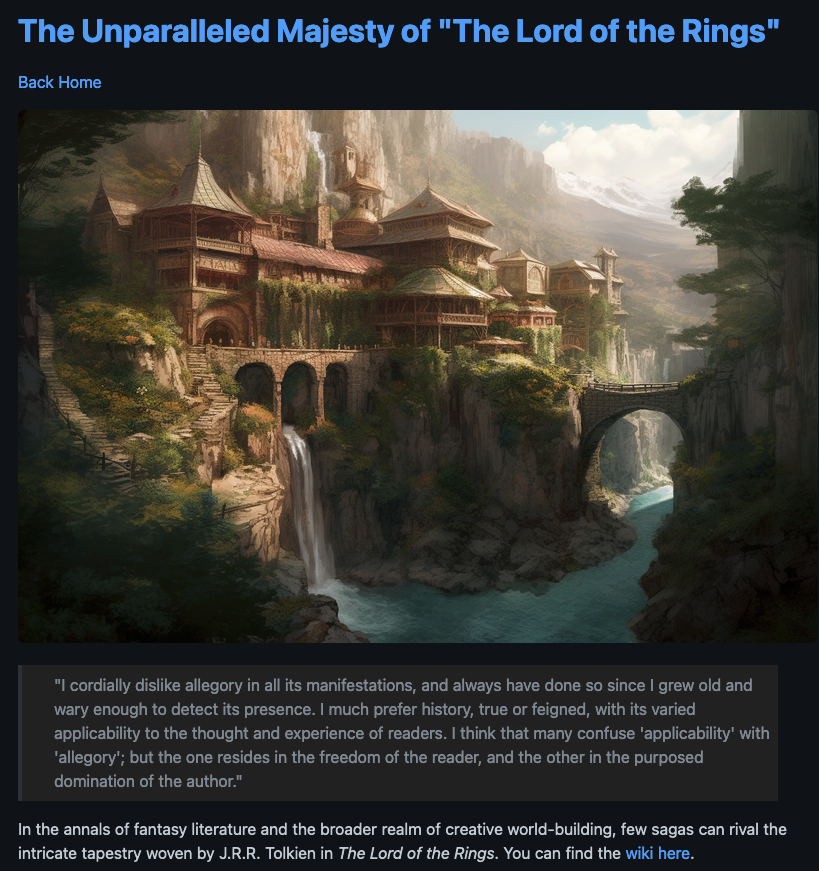 The Unparalleled Majesty of "The Lord of the Rings"
Back Home
"I cordially dislike allegory in all its manifestations, and always have done so since I grew old and
wary enough to detect its presence. I much prefer history, true or feigned, with its varied
applicability to the thought and experience of readers. I think that many confuse 'applicability' with
'allegory'; but the one resides in the freedom of the reader, and the other in the purposed
domination of the author."
In the annals of fantasy literature and the broader realm of creative world-building, few sagas can rival the
intricate tapestry woven by J.R.R. Tolkien in The Lord of the Rings. You can find the wiki here.